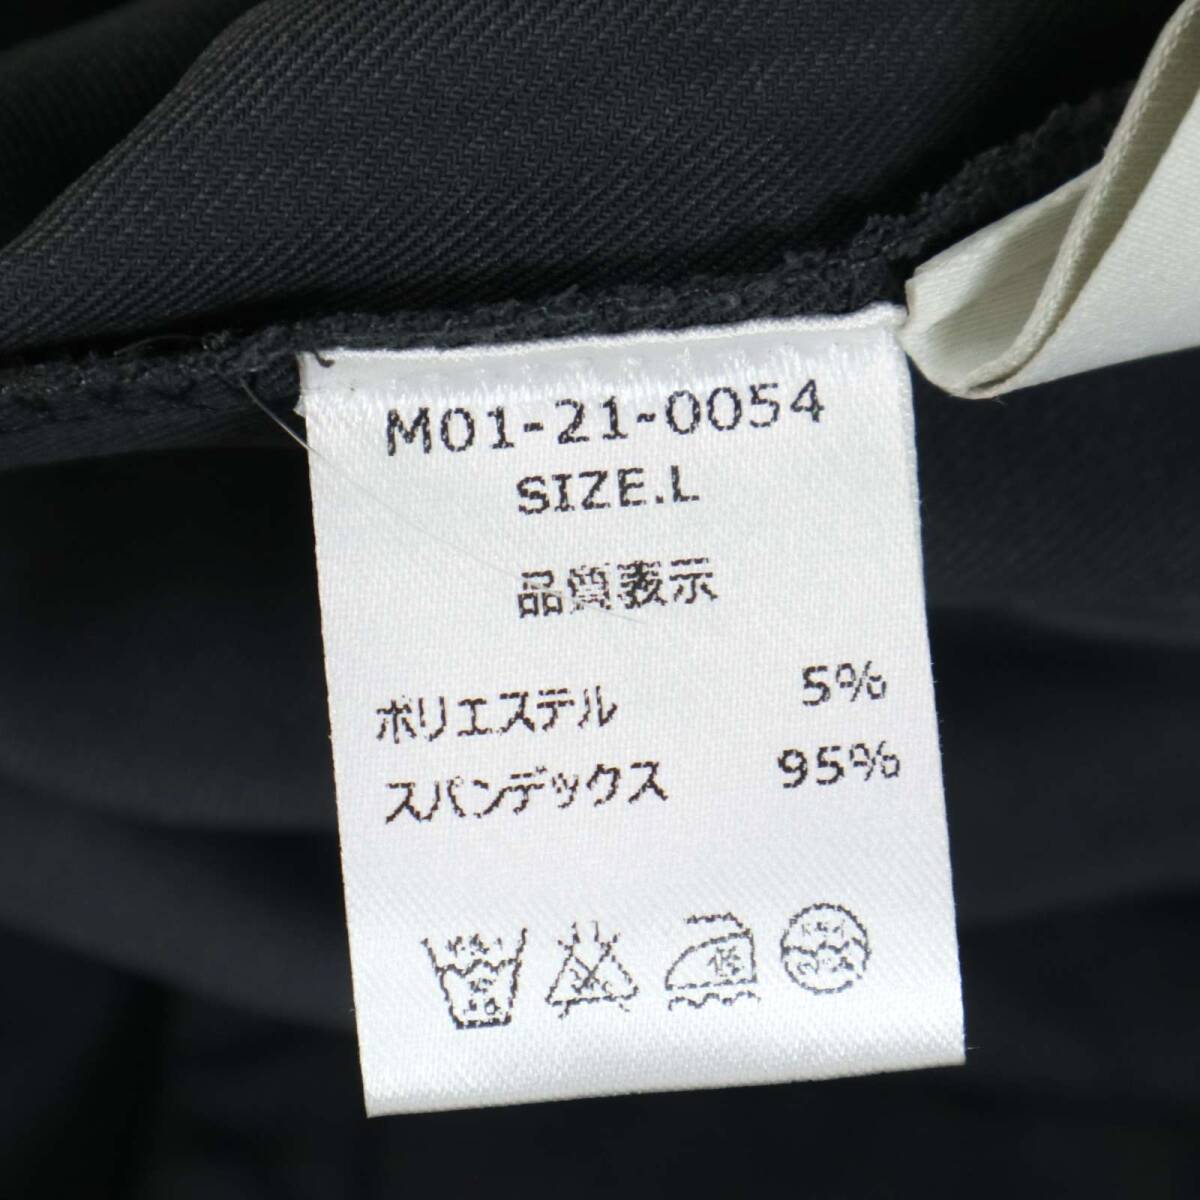 M01-21-0054
SIZE.L
品質表示
ポリエステル 5%
スパンデックス 95%